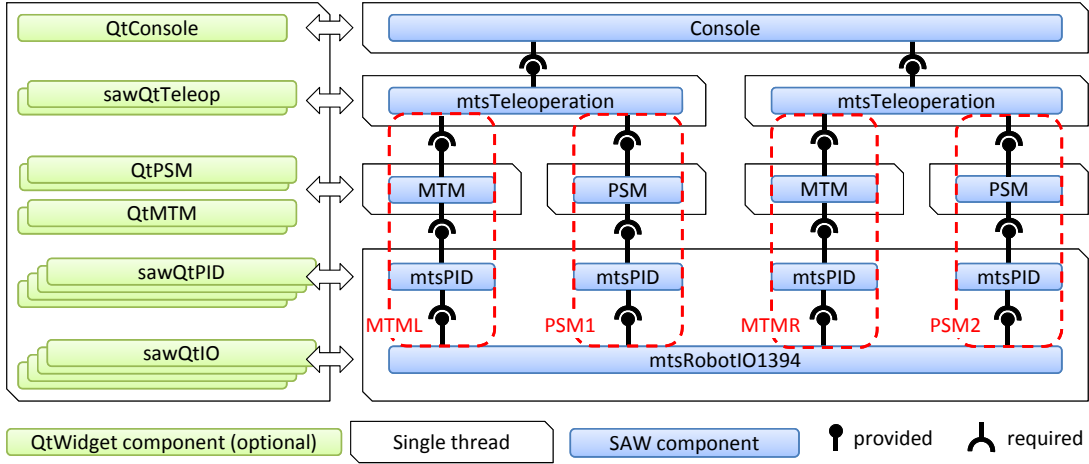 QtConsole
Console
sawQtTeleop
mtsTeleoperation
mtsTeleoperation
QtPSM
QtMTM
MTM
PSM
MTM
PSM
sawQtPID
mtsPID
mtsPID
mtsPID
mtsPID
MTML
PSM1
MTMR
PSM2
sawQtIO
mtsRobotIO1394
QtWidget component (optional)
Single thread
SAW component
provided
required